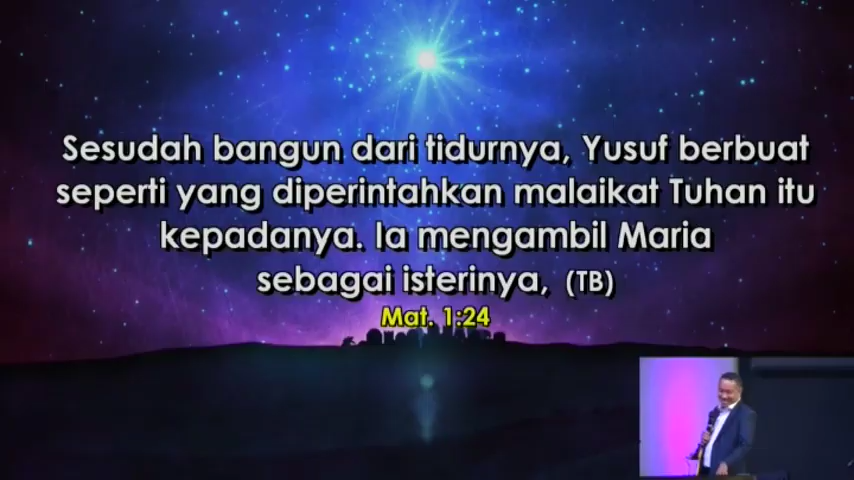 Sesudah bangun dari tidurnya, Yusuf berbuat
seperti yang diperintahkan malaikat Tuhan itu
kepadanya. Ia mengambil Maria
sebagai isterinya, (TB)
Mat. 1:24